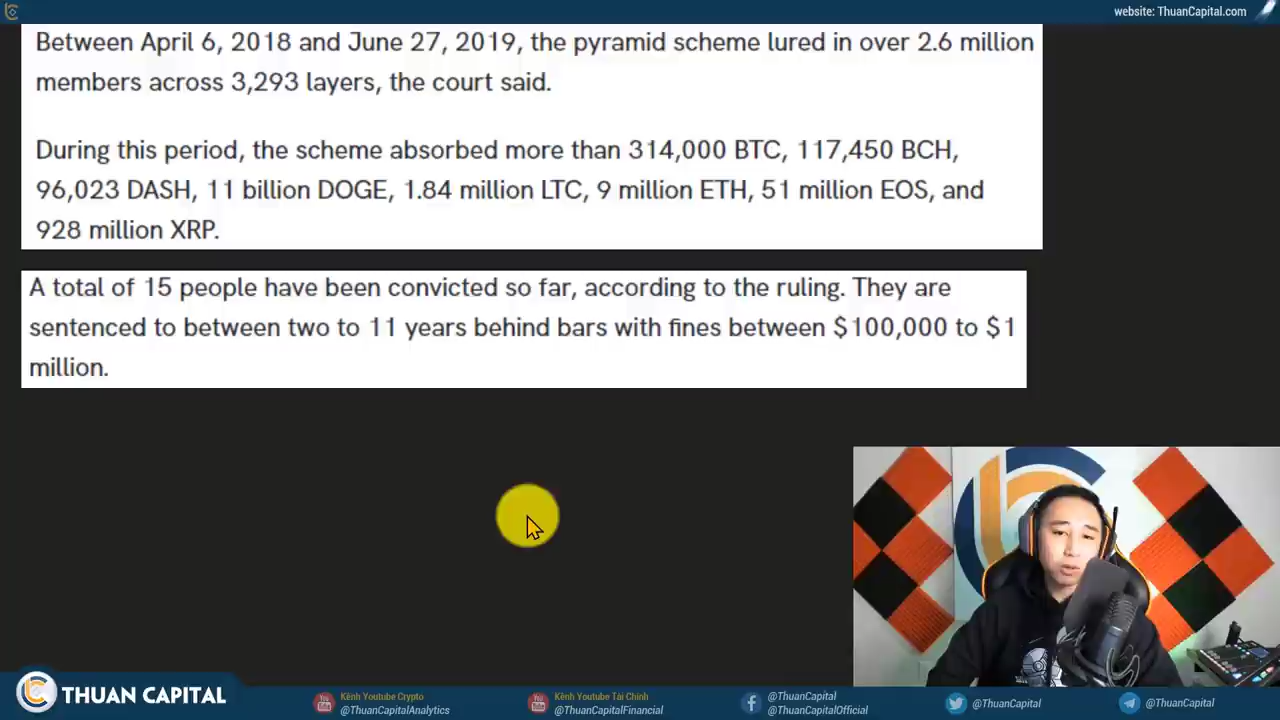 website: ThuanCapital.com
Between April 6, 2018 and June 27, 2019, the pyramid scheme lured in over 2.6 million
members across 3,293 layers, the court said.
During this period, the scheme absorbed more than 314,000 BTC, 117,450 BCH,
96,023 DASH, 11 billion DOGE, 1.84 million LTC, 9 million ETH, 51 million EOS, and
928 million XRP.
A total of 15 people have been convicted so far, according to the ruling. They are
sentenced to between two to 11 years behind bars with fines between $100,000 to $1
million.
THUAN CAPITAL
Kênh Youtube Crypto
@ThuanCapitalAnalytics
Kênh Youtube Tài Chính
@ThuanCapitalFinancial
@ThuanCapital
@ThuanCapitalOfficial
@ThuanCapital
@ThuanCapital